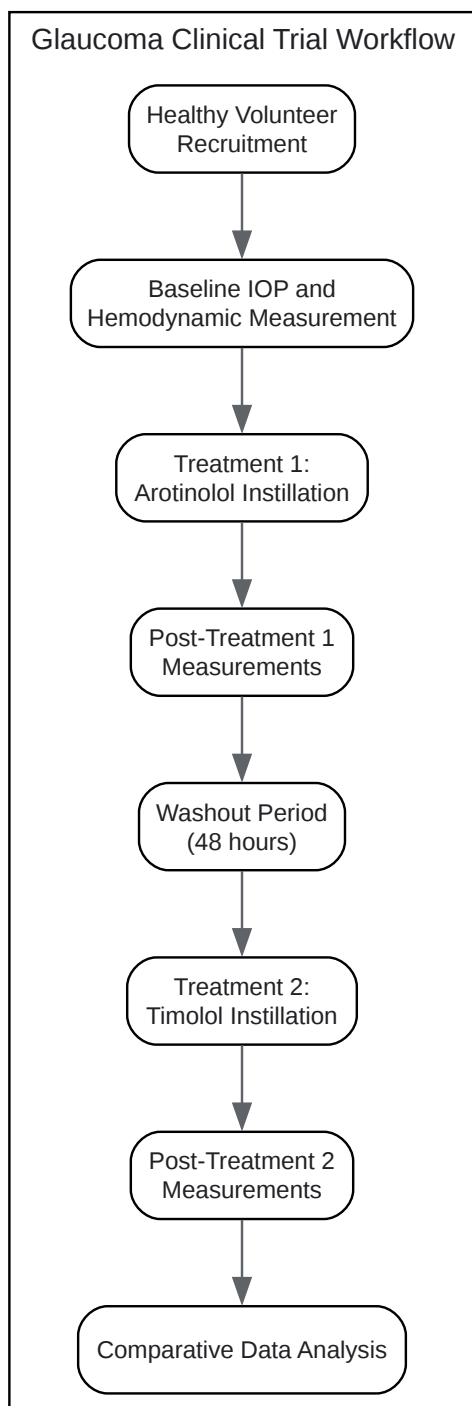 Glaucoma Clinical Trial Workflow
Healthy Volunteer
Recruitment
Baseline IOP and
Hemodynamic Measurement
Treatment 1:
Arotinolol Instillation
Post-Treatment 1
Measurements
Washout Period
(48 hours)
Treatment 2:
Timolol Instillation
Post-Treatment 2
Measurements
Comparative Data Analysis